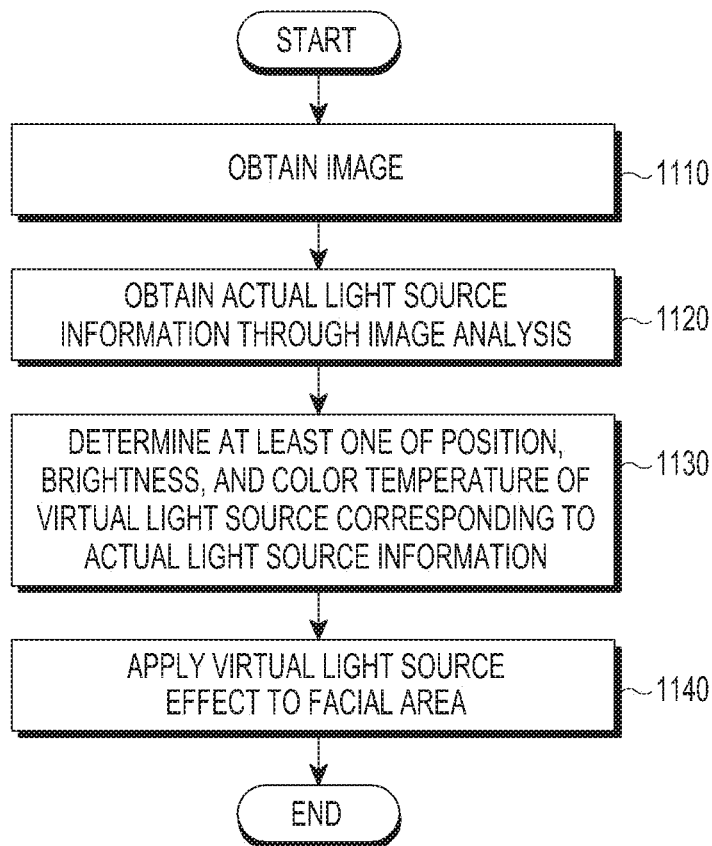 START
OBTAIN IMAGE
1110
OBTAIN ACTUAL LIGHT SOURCE
INFORMATION THROUGH IMAGE ANALYSIS
1120
DETERMINE AT LEAST ONE OF POSITION,
BRIGHTNESS, AND COLOR TEMPERATURE OF
VIRTUAL LIGHT SOURCE CORRESPONDING TO
ACTUAL LIGHT SOURCE INFORMATION
1130
APPLY VIRTUAL LIGHT SOURCE
EFFECT TO FACIAL AREA
1140
END